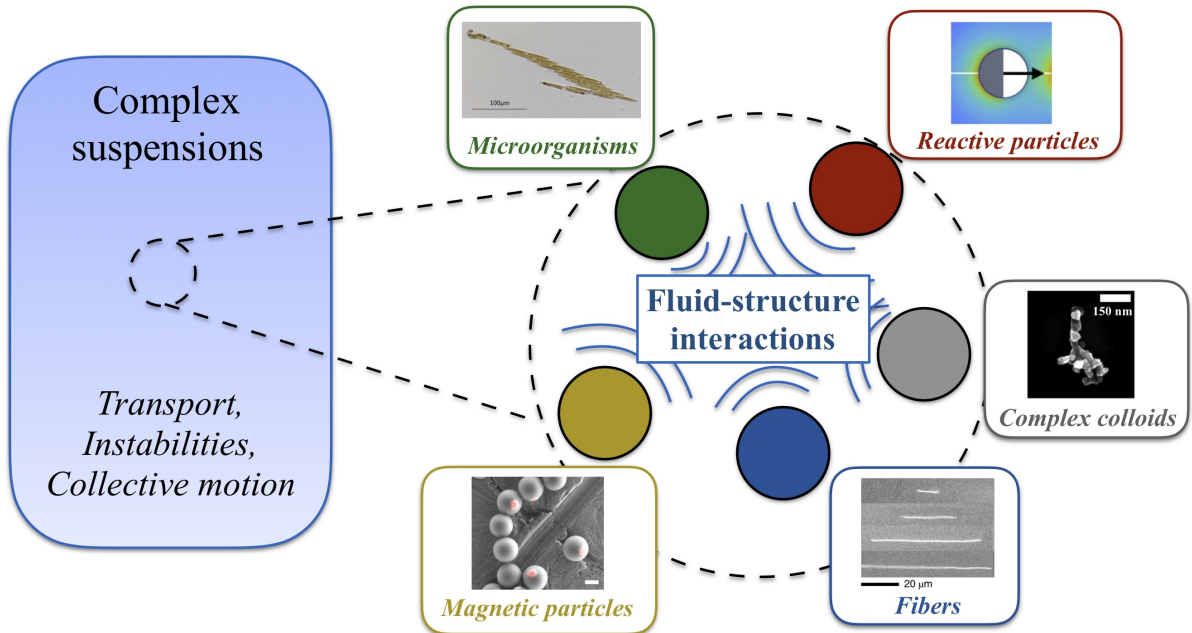 Complex
suspensions
Transport,
Instabilities,
Collective motion
100μm
Microorganisms
Reactive particles
Fluid-structure
interactions
150 nm
Complex colloids
Magnetic particles
20 μm
Fibers